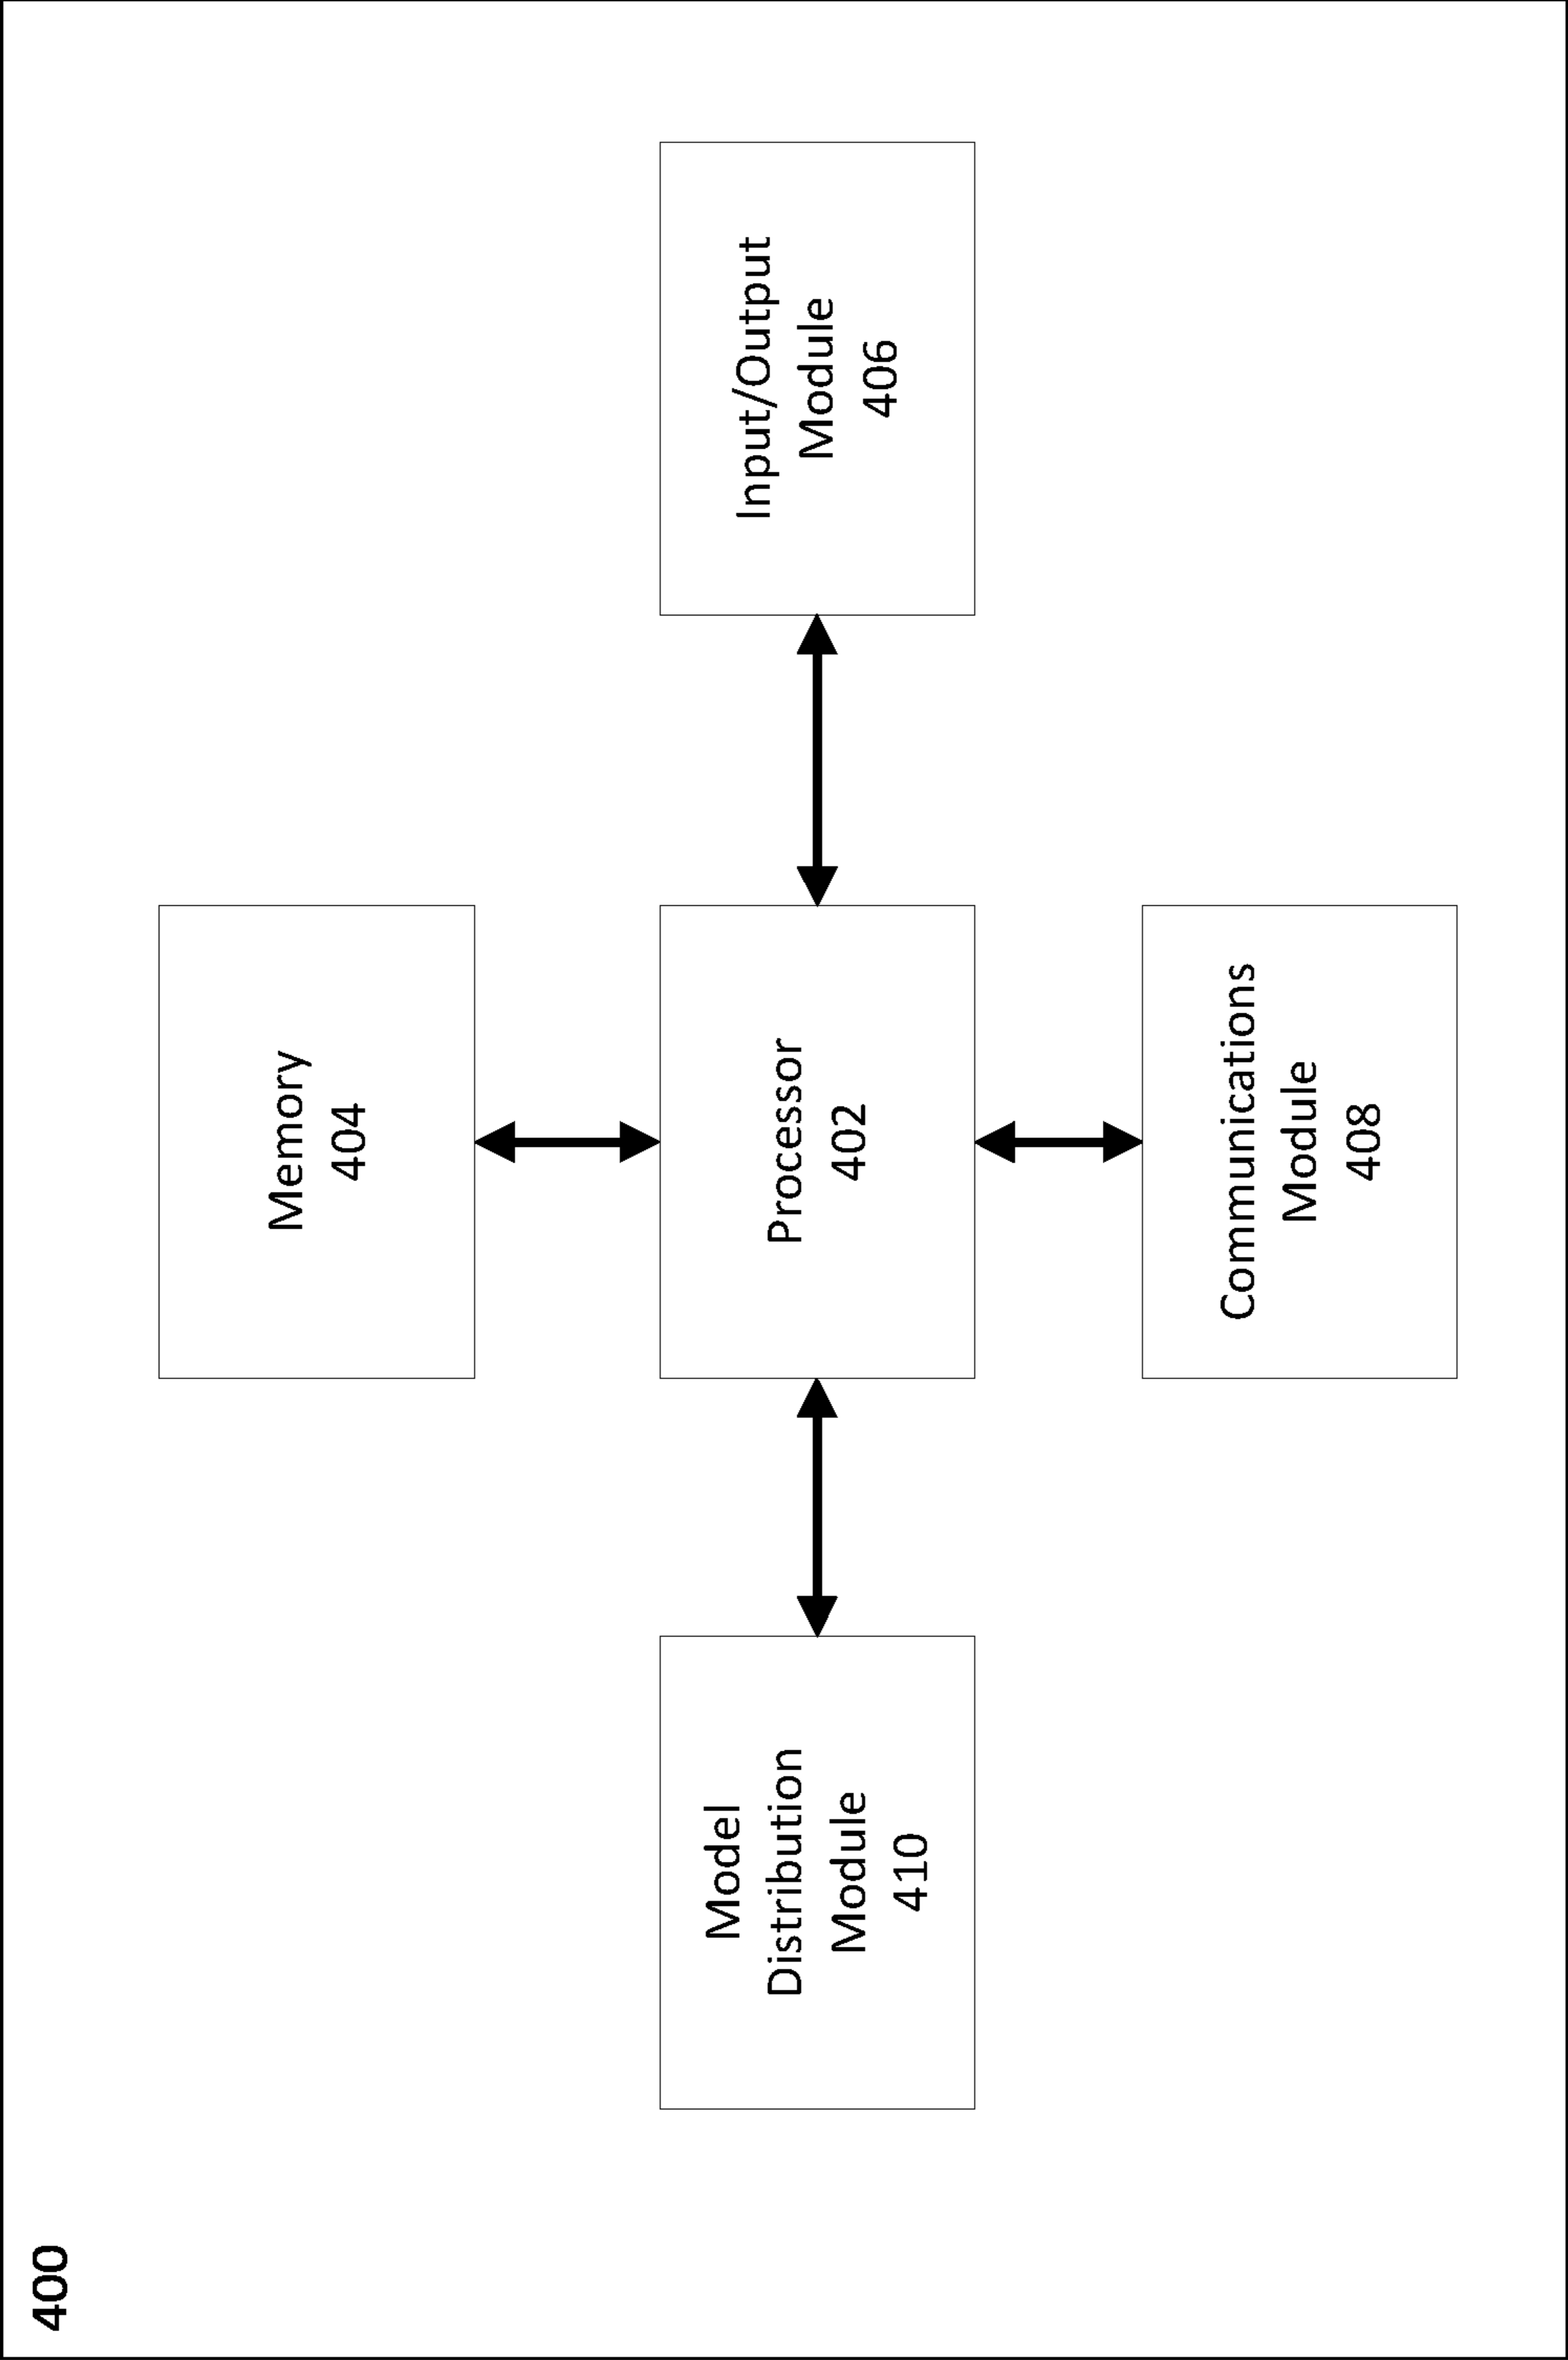 400
Memory
404
Model
Distribution
Module
410
Processor
402
Input/Output
Module
406
Communications
Module
408